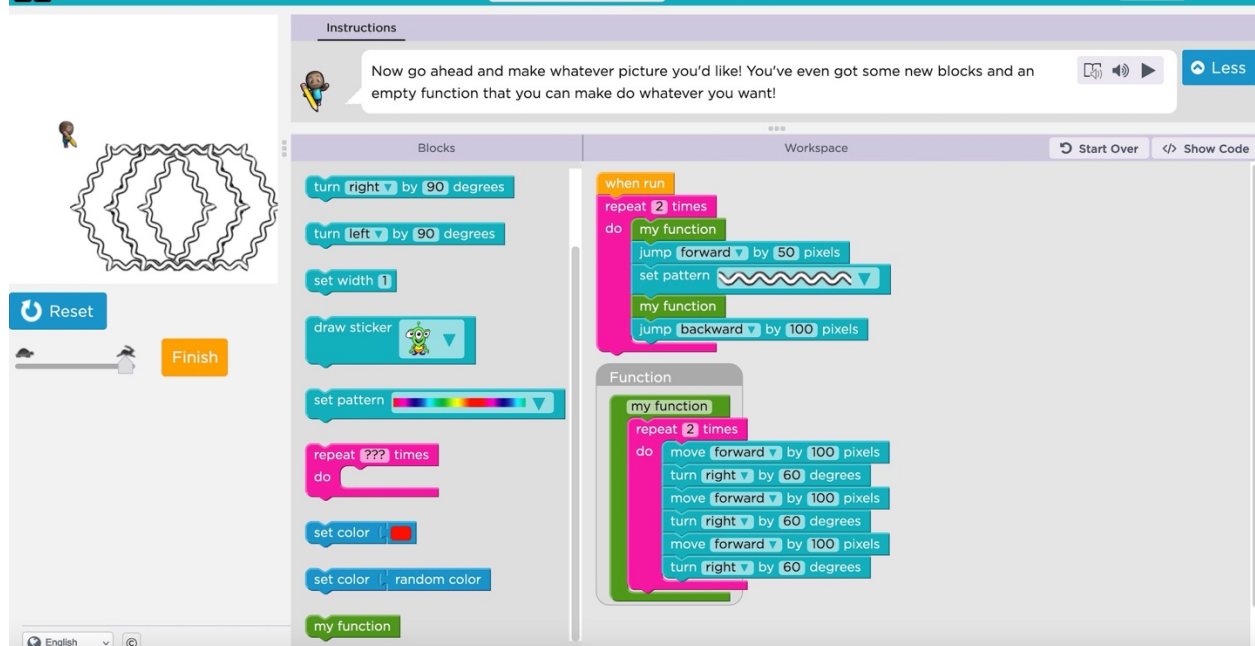 Instructions
Now go ahead and make whatever picture you'd like! You've even got some new blocks and an
empty function that you can make do whatever you want!
Less
Blocks
Workspace
Start Over
</> Show Code
Reset
Finish
turn right by 90 degrees
turn left by 90 degrees
set width 1
draw sticker
set pattern
repeat ??? times
do
set color
set color random color
my function
when run
repeat 2 times
do my function
jump forward by 50 pixels
set pattern
my function
jump backward by 100 pixels
Function
my function
repeat 2 times
do move forward by 100 pixels
turn right by 60 degrees
move forward by 100 pixels
turn right by 60 degrees
move forward by 100 pixels
turn right by 60 degrees
English
©